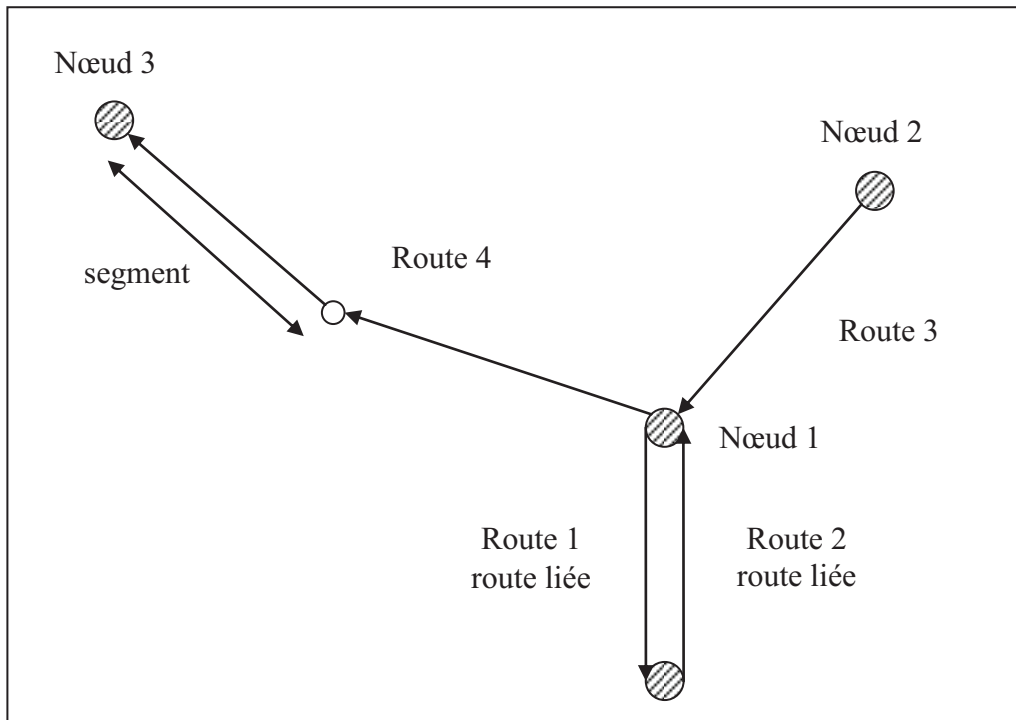 Nœud 3
Nœud 2
Route 4
segment
Route 3
Nœud 1
Route 1
route liée
Route 2
route liée